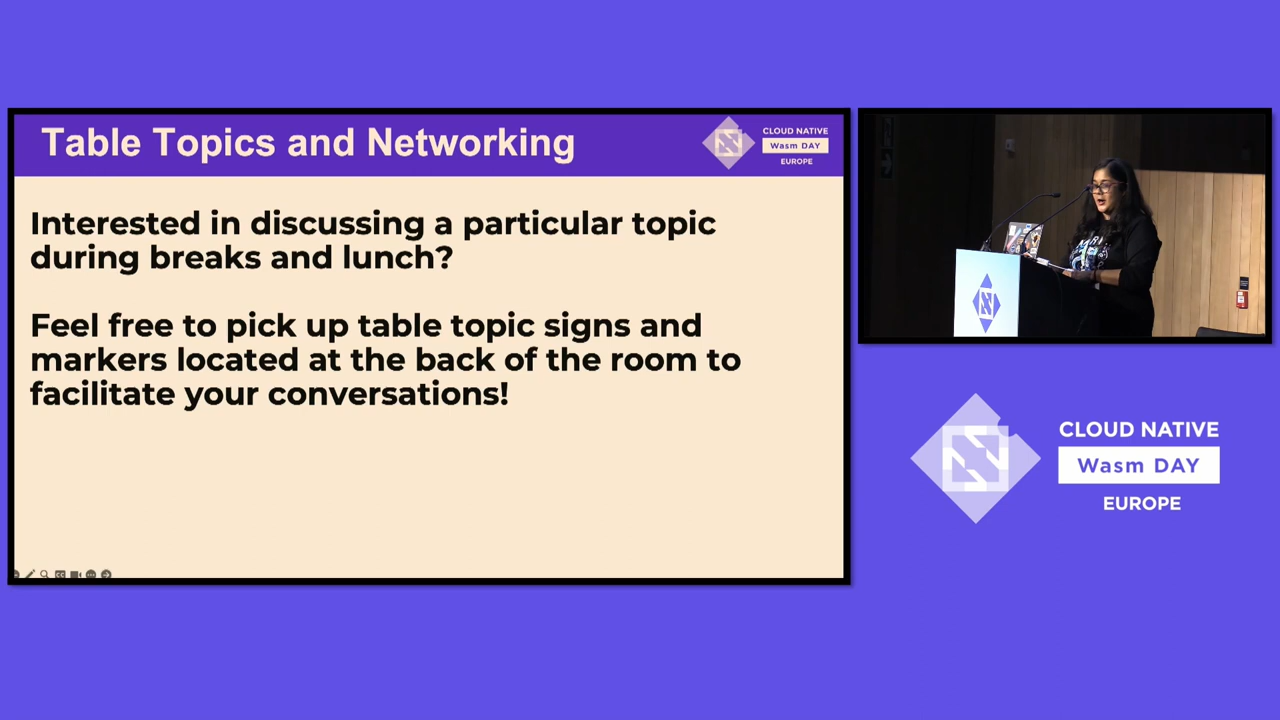 Table Topics and Networking
CLOUD NATIVE
Wasm DAY
EUROPE
Interested in discussing a particular topic
during breaks and lunch?
Feel free to pick up table topic signs and
markers located at the back of the room to
facilitate your conversations!
CLOUD NATIVE
Wasm DAY
EUROPE